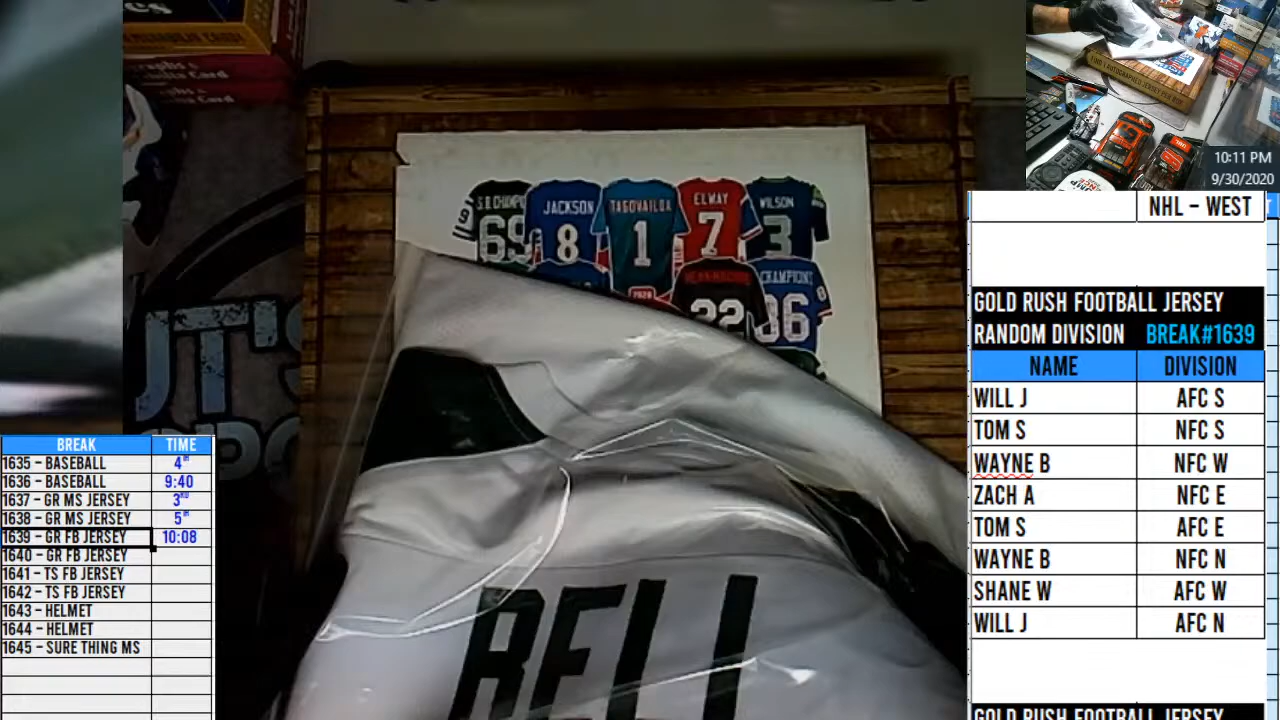 10:11 PM
9/30/2020
NHL - WEST
GOLD RUSH FOOTBALL JERSEY
RANDOM DIVISION BREAK#1639
NAME DIVISION
WILL J AFC S
TOM S NFC S
WAYNE B NFC W
ZACH A NFC E
TOM S AFC E
WAYNE B NFC N
SHANE W AFC W
WILL J AFC N
GOLD RUSH FOOTBALL JERSEY
BREAK TIME
1635 - BASEBALL 4TH
1636 - BASEBALL 9:40
1637 - GR MS JERSEY 3RD
1638 - GR MS JERSEY 5TH
1639 - GR FB JERSEY 10:08
1640 - GR FB JERSEY
1641 - TS FB JERSEY
1642 - TS FB JERSEY
1643 - HELMET
1644 - HELMET
1645 - SURE THING MS
JACKSON
8
TAGOVAILOA
1
ELWAY
7
WILSON
3
69
22
CHAMPIONS
86
BELL